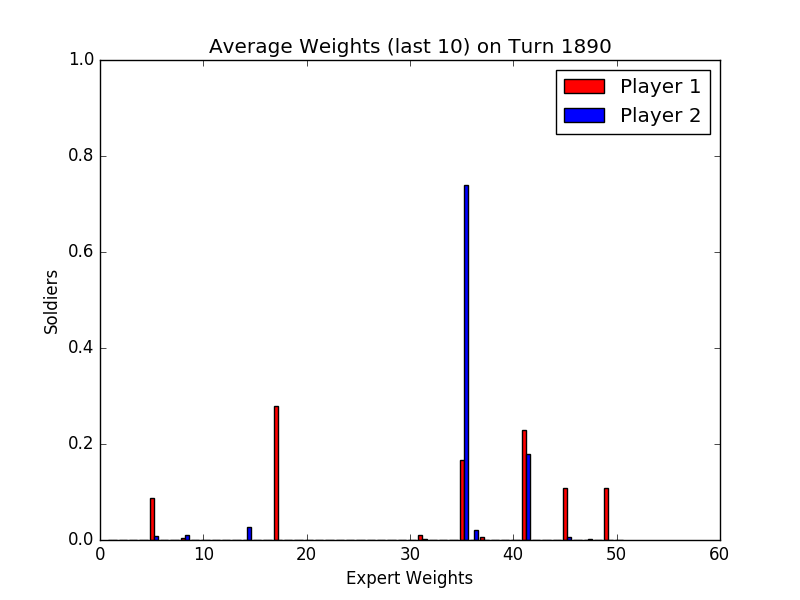 Average Weights (last 10) on Turn 1890
1.0
Player 1
Player 2
0.8
0.6
Soldiers
0.4
0.2
0.0
0 10 20 30 40 50 60
Expert Weights